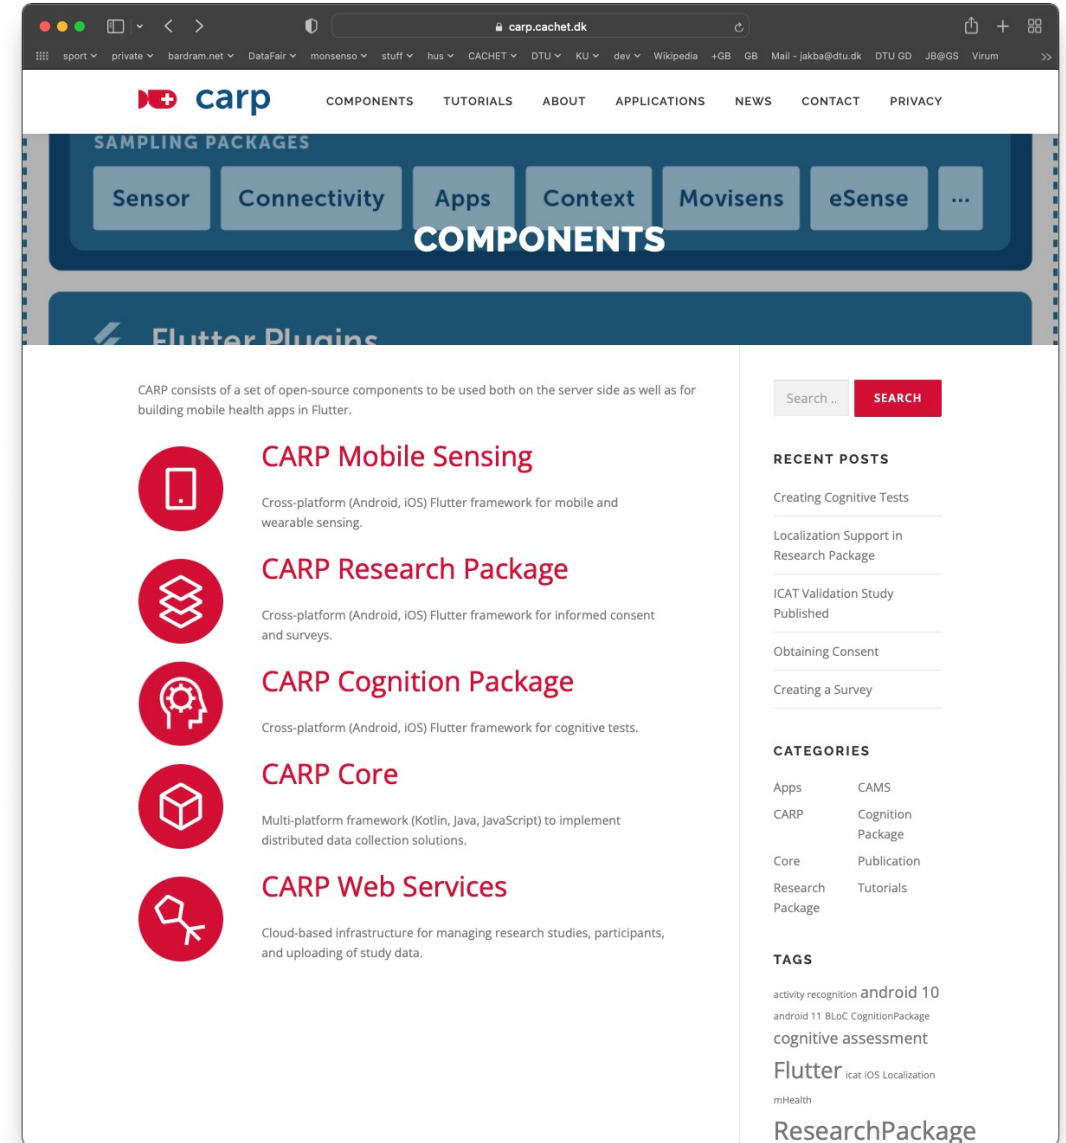 carp.cachet.dk
sport private bardram.net DataFair monsenso stuff hus CACHET DTU KU dev Wikipedia +GB GB Mail - jakba@dtu.dk DTU GD JB@GS Virum
carp COMPONENTS TUTORIALS ABOUT APPLICATIONS NEWS CONTACT PRIVACY
SAMPLING PACKAGES
Sensor Connectivity Apps Context Movisens eSense ...
COMPONENTS
Flutter Plugins
CARP consists of a set of open-source components to be used both on the server side as well as for
building mobile health apps in Flutter.
CARP Mobile Sensing
Cross-platform (Android, iOS) Flutter framework for mobile and
wearable sensing.
CARP Research Package
Cross-platform (Android, iOS) Flutter framework for informed consent
and surveys.
CARP Cognition Package
Cross-platform (Android, iOS) Flutter framework for cognitive tests.
CARP Core
Multi-platform framework (Kotlin, Java, JavaScript) to implement
distributed data collection solutions.
CARP Web Services
Cloud-based infrastructure for managing research studies, participants,
and uploading of study data.
Search .. SEARCH
RECENT POSTS
Creating Cognitive Tests
Localization Support in
Research Package
ICAT Validation Study
Published
Obtaining Consent
Creating a Survey
CATEGORIES
Apps CAMS
CARP Cognition
Package
Core Publication
Research Tutorials
Package
TAGS
activity recognition android 10
android 11 BLoC CognitionPackage
cognitive assessment
Flutter icat iOS Localization
mHealth
ResearchPackage